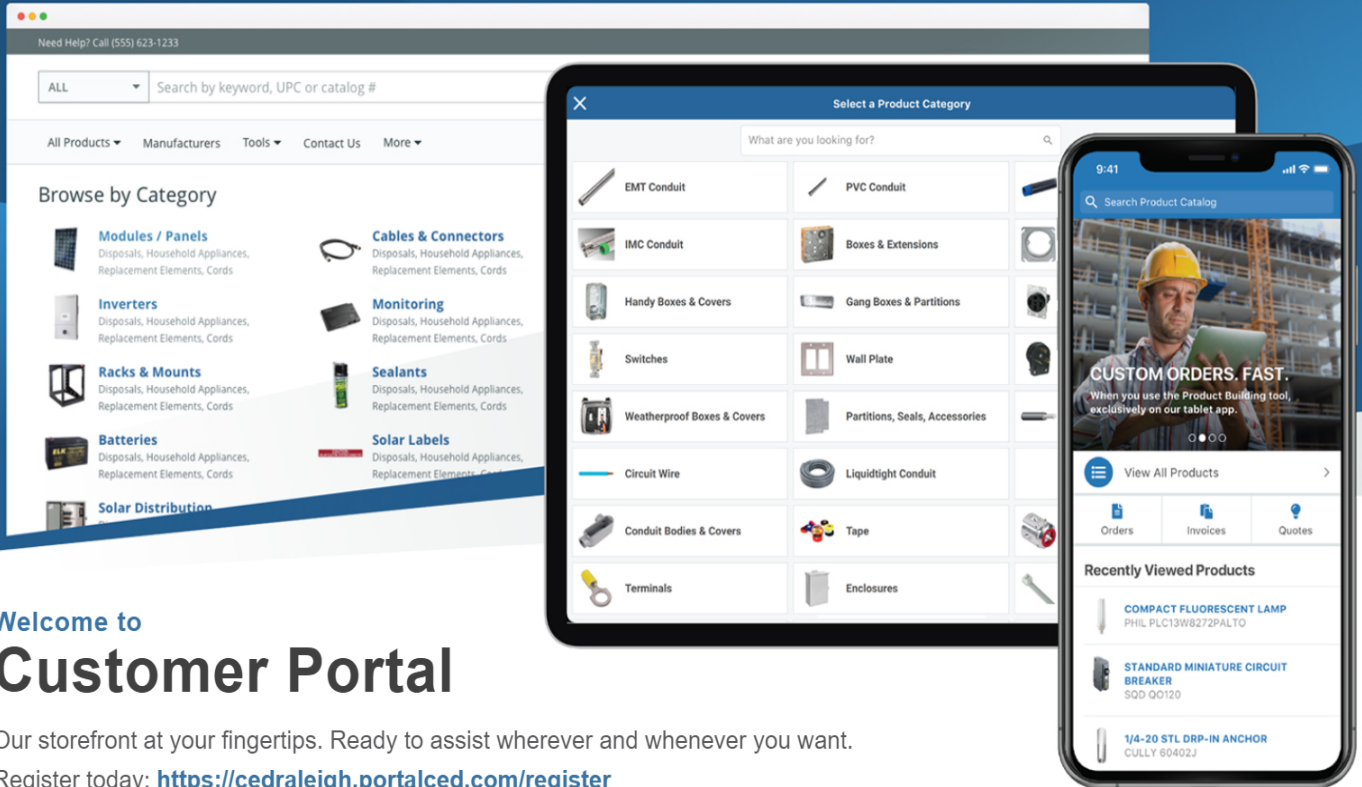 Need Help? Call (555) 623-1233
ALL
Search by keyword, UPC or catalog #
All Products
Manufacturers
Tools
Contact Us
More
Browse by Category
Modules / Panels
Disposals, Household Appliances,
Replacement Elements, Cords
Cables & Connectors
Disposals, Household Appliances,
Replacement Elements, Cords
Inverters
Disposals, Household Appliances,
Replacement Elements, Cords
Monitoring
Disposals, Household Appliances,
Replacement Elements, Cords
Racks & Mounts
Disposals, Household Appliances,
Replacement Elements, Cords
Sealants
Disposals, Household Appliances,
Replacement Elements, Cords
Batteries
Disposals, Household Appliances,
Replacement Elements, Cords
Solar Labels
Disposals, Household Appliances,
Replacement Elements, Cords
Solar Distribution
Select a Product Category
What are you looking for?
EMT Conduit
PVC Conduit
IMC Conduit
Boxes & Extensions
Handy Boxes & Covers
Gang Boxes & Partitions
Switches
Wall Plate
Weatherproof Boxes & Covers
Partitions, Seals, Accessories
Circuit Wire
Liquidtight Conduit
Conduit Bodies & Covers
Tape
Terminals
Enclosures
9:41
Search Product Catalog
CUSTOM ORDERS. FAST.
When you use the Product Building tool,
exclusively on our tablet app.
View All Products
Orders
Invoices
Quotes
Recently Viewed Products
COMPACT FLUORESCENT LAMP
PHIL PLC13W8272PALTO
STANDARD MINIATURE CIRCUIT
BREAKER
SQD QO120
1/4-20 STL DRP-IN ANCHOR
CULLY 60402J
Welcome to
Customer Portal
Our storefront at your fingertips. Ready to assist wherever and whenever you want.
Register today: https://cedraleigh.portalced.com/register